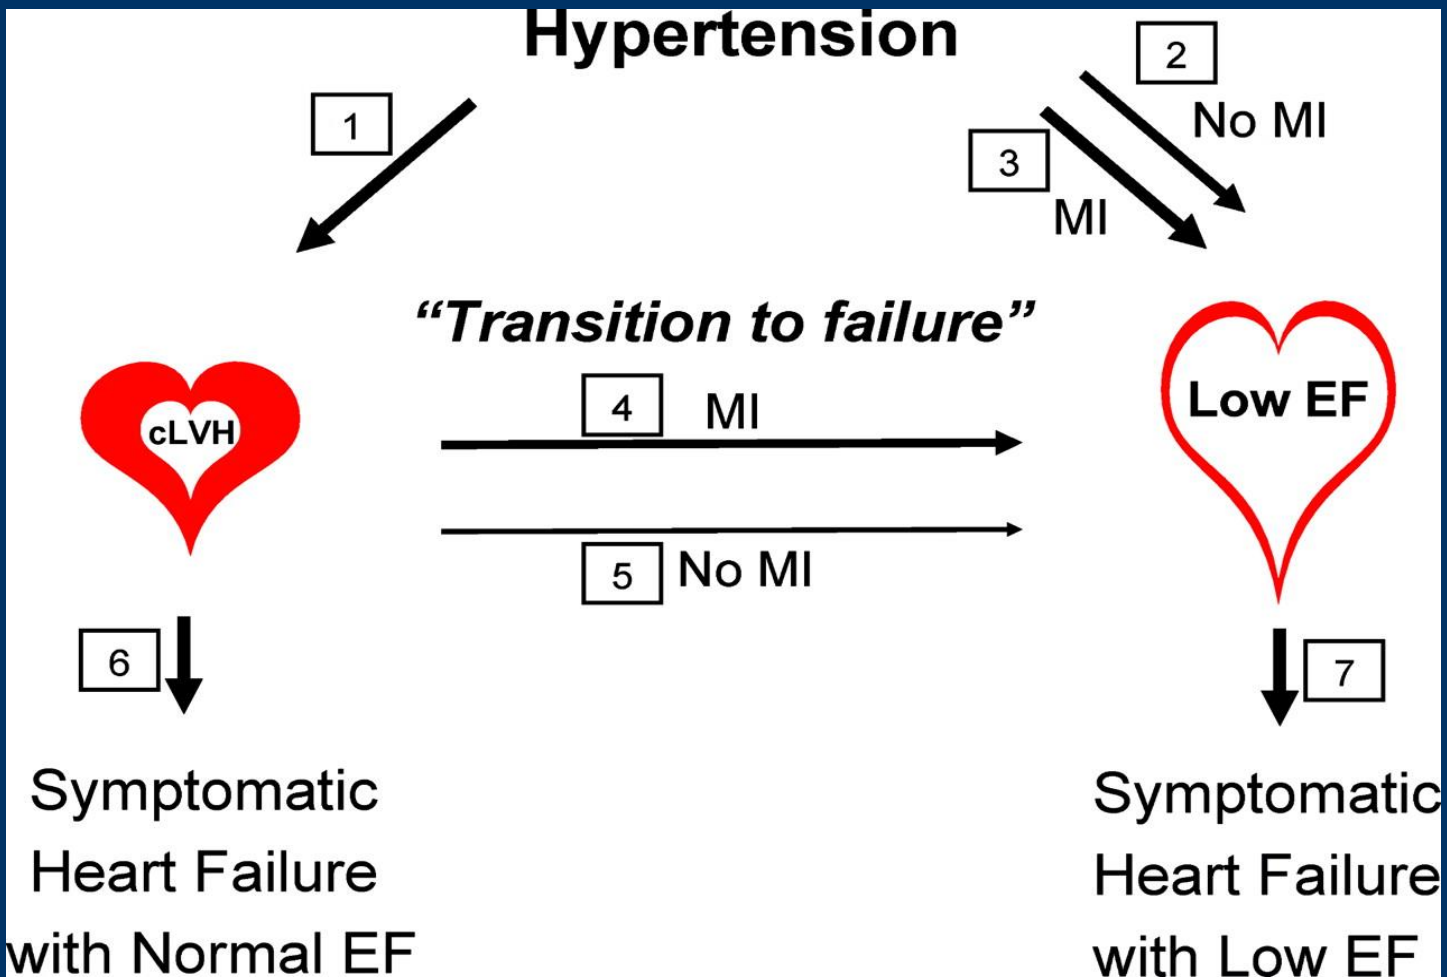 Hypertension
1
2
No MI
3
MI
“Transition to failure”
cLVH
4 MI
Low EF
5 No MI
6
7
Symptomatic
Heart Failure
with Normal EF
Symptomatic
Heart Failure
with Low EF